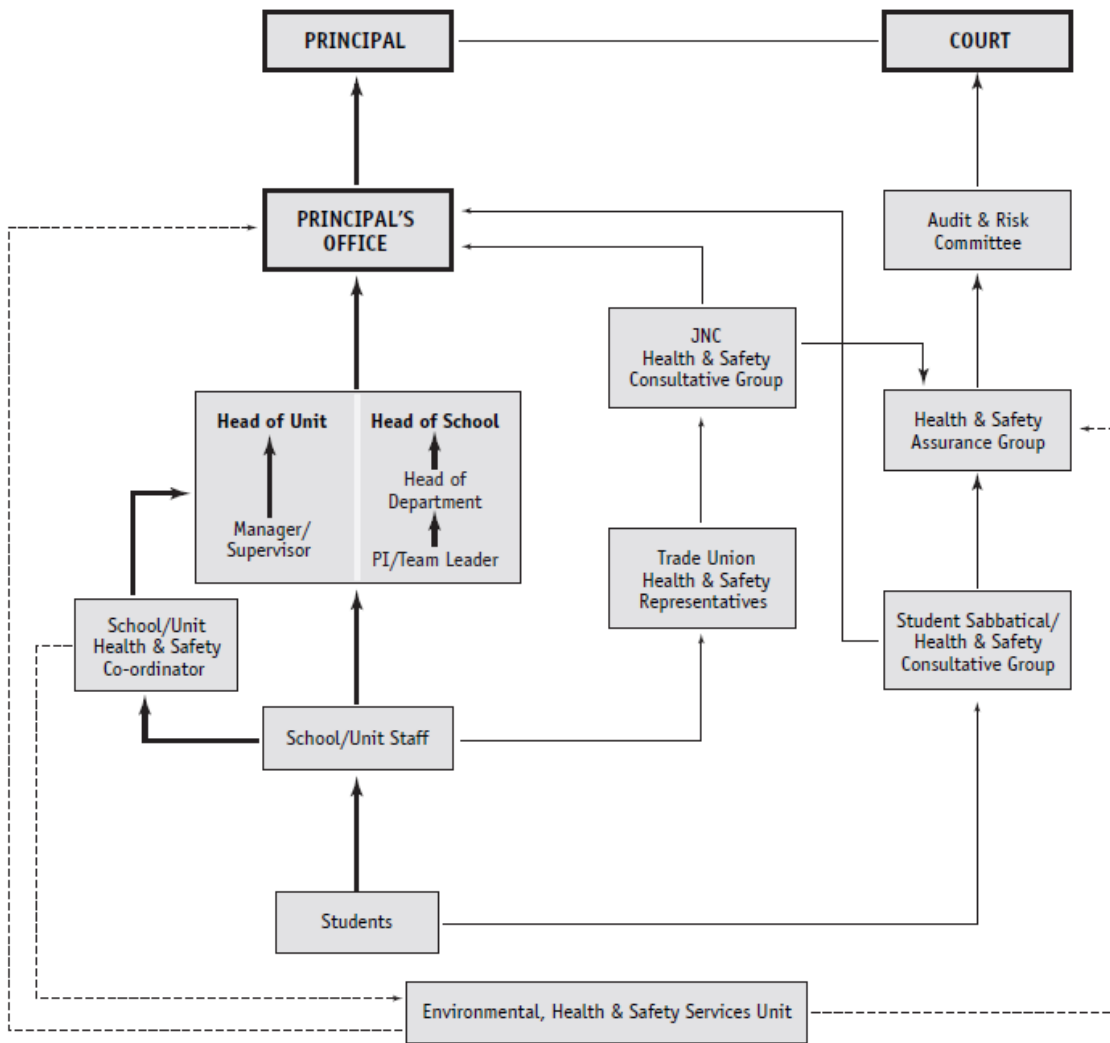 PRINCIPAL
COURT
PRINCIPAL'S
OFFICE
Audit & Risk
Committee
JNC
Health & Safety
Consultative Group
Head of Unit
Head of School
Health & Safety
Assurance Group
Head of
Department
Manager/
Supervisor
PI/Team Leader
Trade Union
Health & Safety
Representatives
School/Unit
Health & Safety
Co-ordinator
Student Sabbatical/
Health & Safety
Consultative Group
School/Unit Staff
Students
Environmental, Health & Safety Services Unit